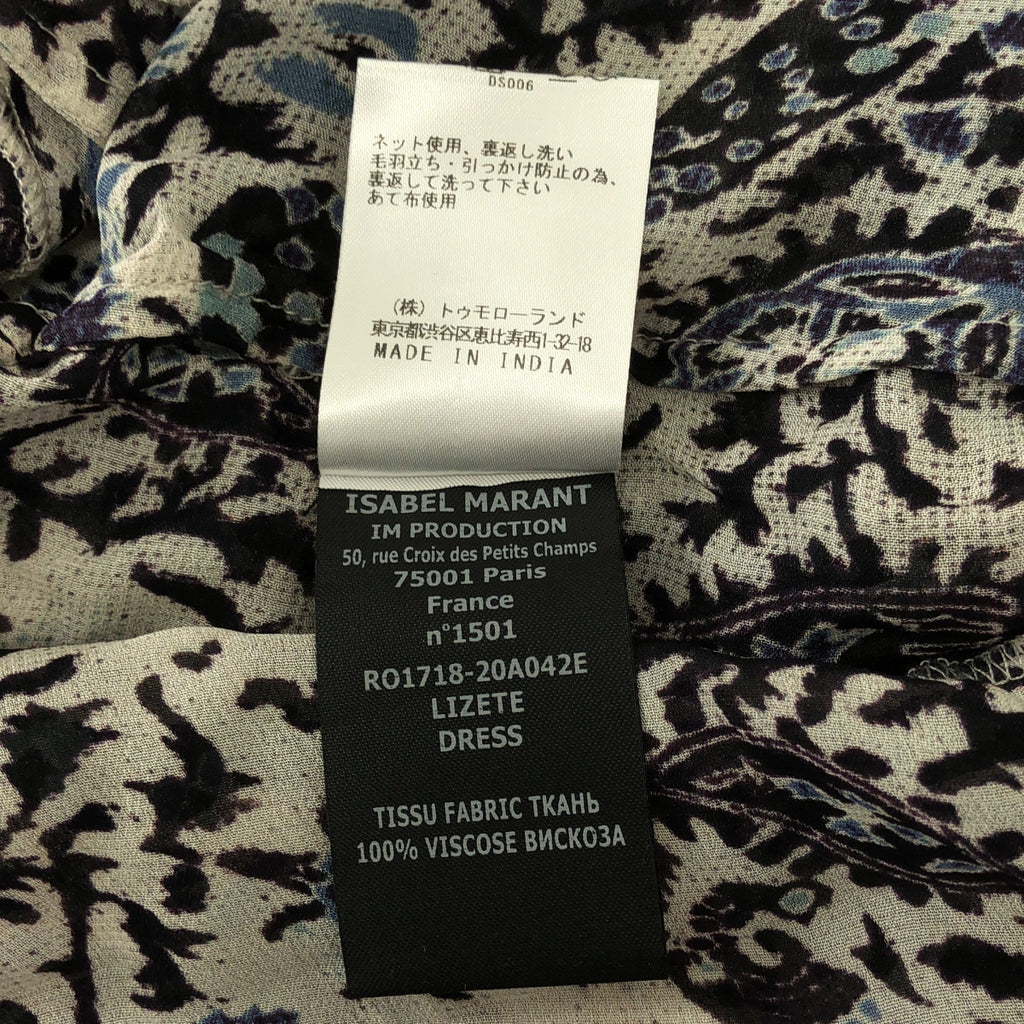 DS006
ネット使用、裏返し洗い
毛羽立ち・引っかけ防止の為、
裏返して洗って下さい
あて布使用
（株）トゥモローランド
東京都渋谷区恵比寿西1-32-18
MADE IN INDIA
ISABEL MARANT
IM PRODUCTION
50, rue Croix des Petits Champs
75001 Paris
France
n°1501
RO1718-20A042E
LIZETE
DRESS
TISSU FABRIC ТКАНЬ
100% VISCOSE ВИСКОЗА